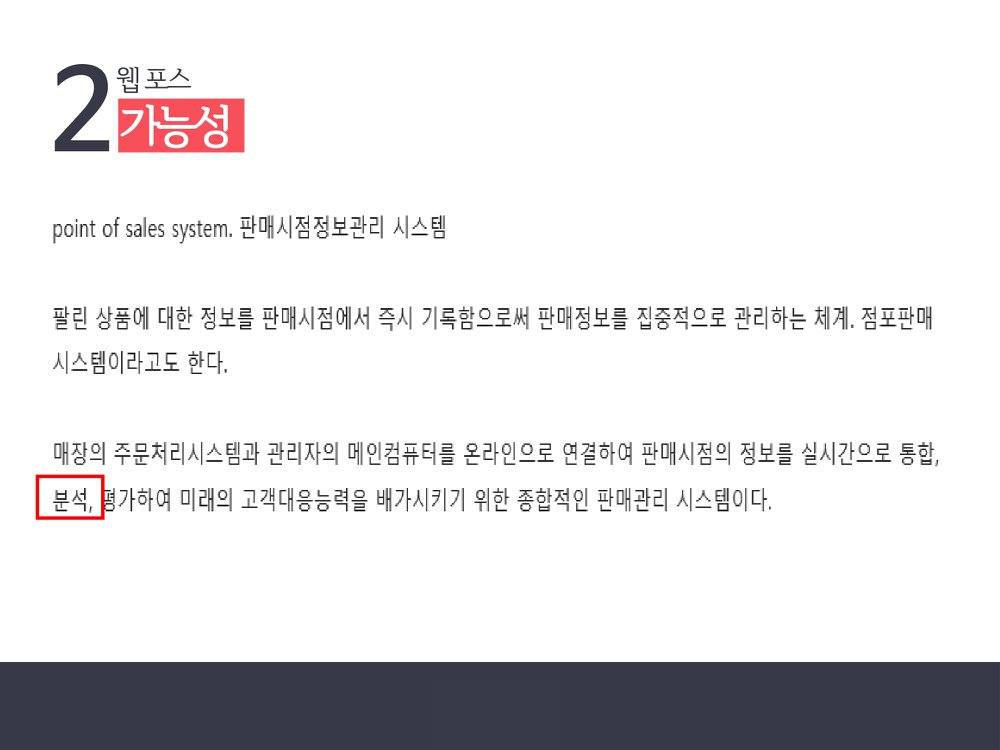 2
웹 포스
가능성
point of sales system. 판매시점정보관리 시스템
팔린 상품에 대한 정보를 판매시점에서 즉시 기록함으로써 판매정보를 집중적으로 관리하는 체계. 점포판매
시스템이라고도 한다.
매장의 주문처리시스템과 관리자의 메인컴퓨터를 온라인으로 연결하여 판매시점의 정보를 실시간으로 통합,
분석, 평가하여 미래의 고객대응능력을 배가시키기 위한 종합적인 판매관리 시스템이다.